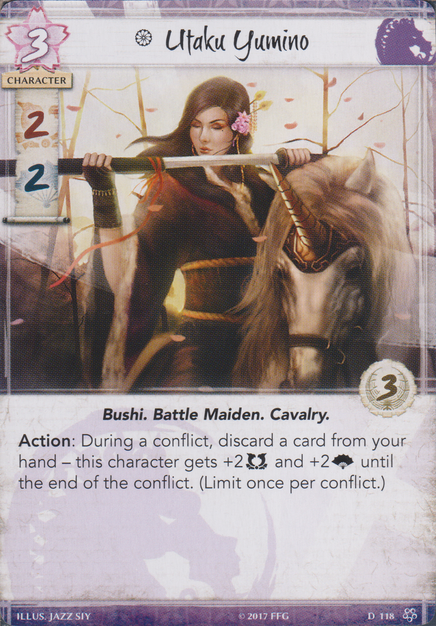 3
Utaku Yumino
CHARACTER
2
2
3
Bushi. Battle Maiden. Cavalry.
Action: During a conflict, discard a card from your
hand – this character gets +2 and +2 until
the end of the conflict. (Limit once per conflict.)
ILLUS. JAZZ SIY © 2017 FFG D 118